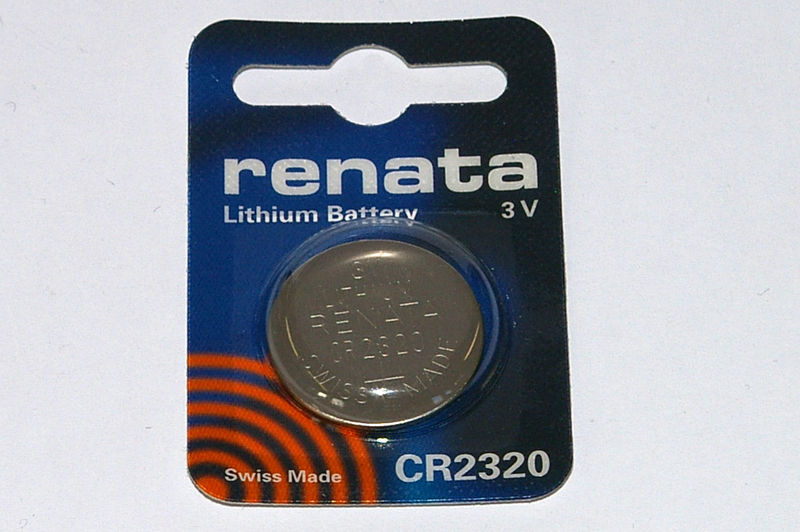 renata
Lithium Battery 3 V
RENATA
CR2320
SWISS MADE
Swiss Made
CR2320